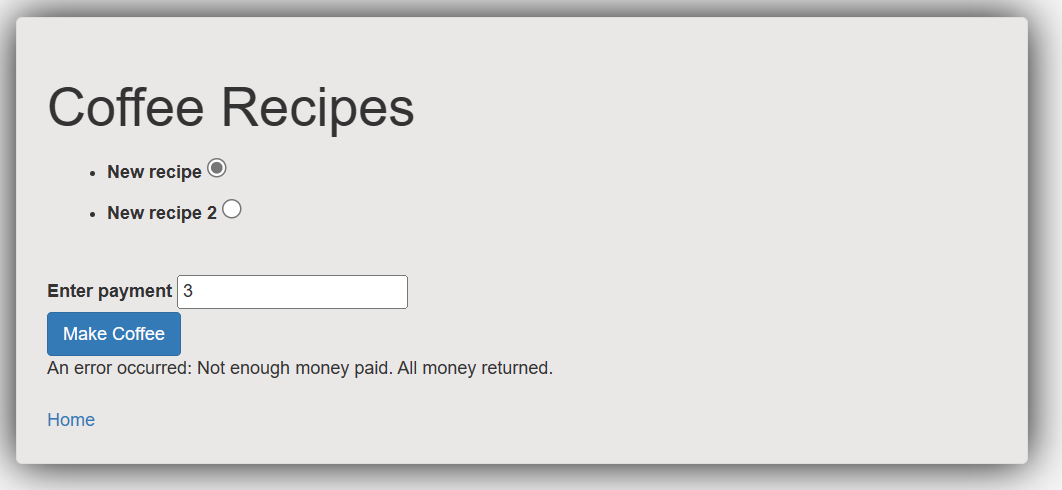 Coffee Recipes
New recipe
New recipe 2
Enter payment 3
Make Coffee
An error occurred: Not enough money paid. All money returned.
Home